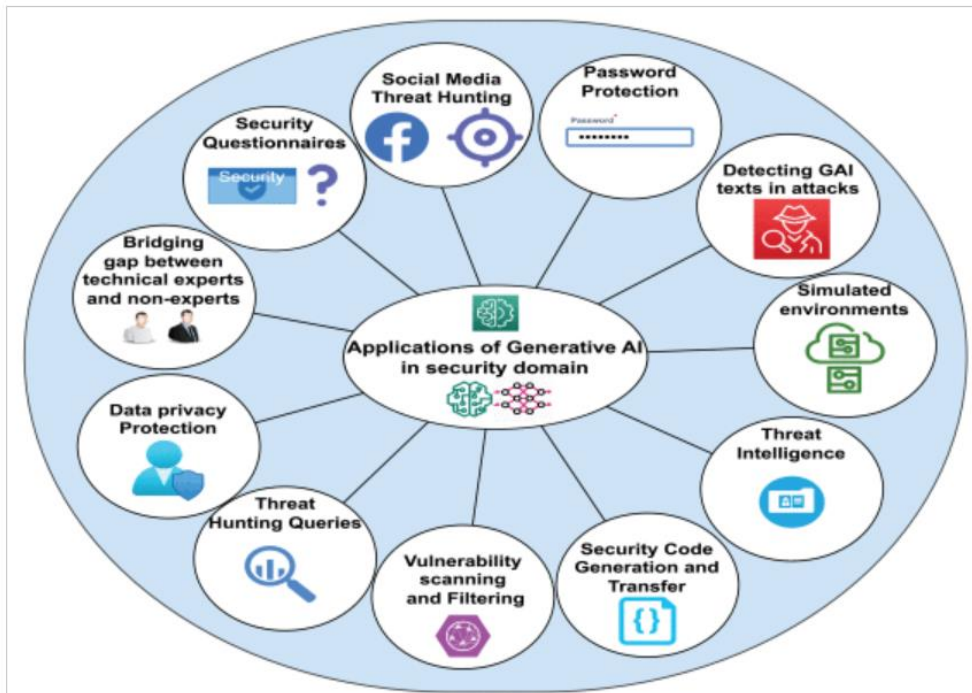 Social Media
Threat Hunting
Password
Protection
Password*
Security
Questionnaires
Security
?
Detecting GAI
texts in attacks
Bridging
gap between
technical experts
and non-experts
Simulated
environments
Applications of Generative AI
in security domain
Data privacy
Protection
Threat
Intelligence
Threat
Hunting Queries
Vulnerability
scanning
and Filtering
Security Code
Generation and
Transfer
{}